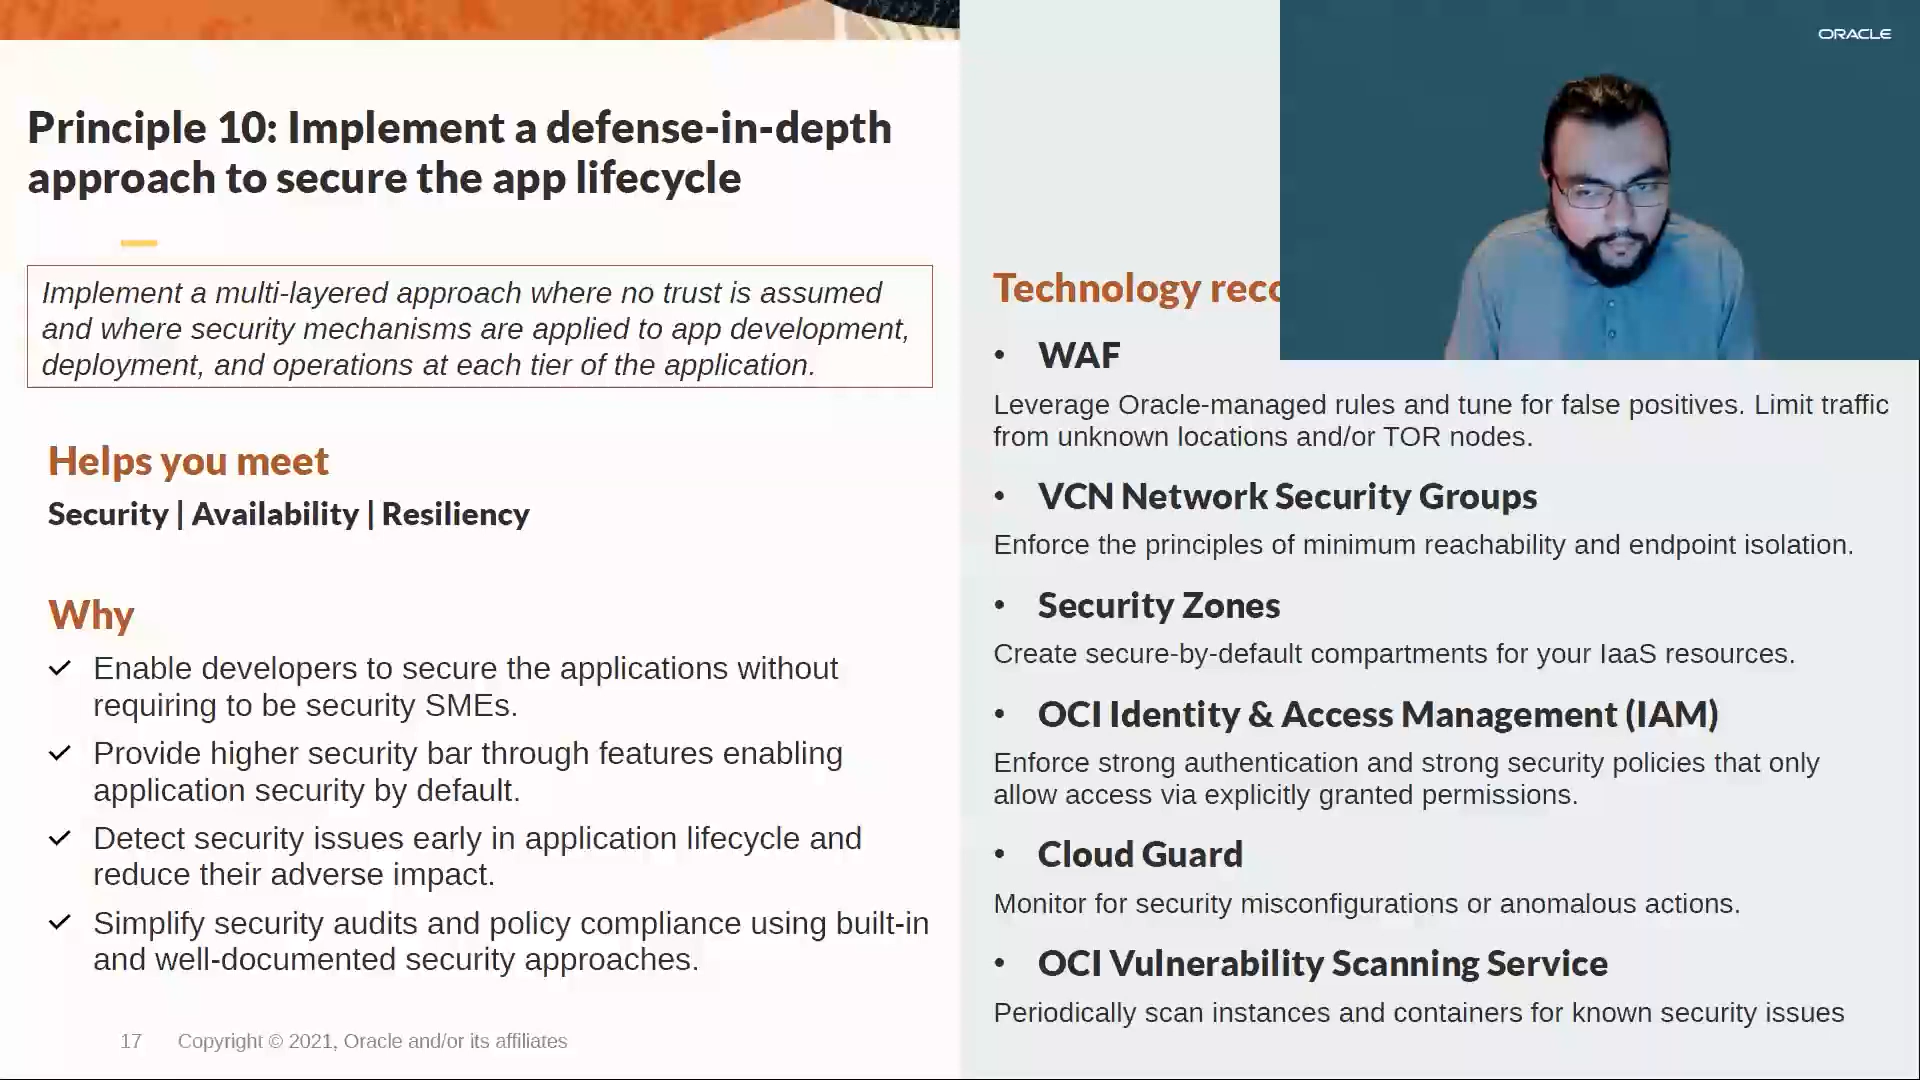 Principle 10: Implement a defense-in-depth
approach to secure the app lifecycle
Implement a multi-layered approach where no trust is assumed
and where security mechanisms are applied to app development,
deployment, and operations at each tier of the application.
Helps you meet
Security | Availability | Resiliency
Why
✓ Enable developers to secure the applications without
requiring to be security SMEs.
✓ Provide higher security bar through features enabling
application security by default.
✓ Detect security issues early in application lifecycle and
reduce their adverse impact.
✓ Simplify security audits and policy compliance using built-in
and well-documented security approaches.
17 Copyright © 2021, Oracle and/or its affiliates
ORACLE
Technology
• WAF
Leverage Oracle-managed rules and tune for false positives. Limit traffic
from unknown locations and/or TOR nodes.
• VCN Network Security Groups
Enforce the principles of minimum reachability and endpoint isolation.
• Security Zones
Create secure-by-default compartments for your IaaS resources.
• OCI Identity & Access Management (IAM)
Enforce strong authentication and strong security policies that only
allow access via explicitly granted permissions.
• Cloud Guard
Monitor for security misconfigurations or anomalous actions.
• OCI Vulnerability Scanning Service
Periodically scan instances and containers for known security issues